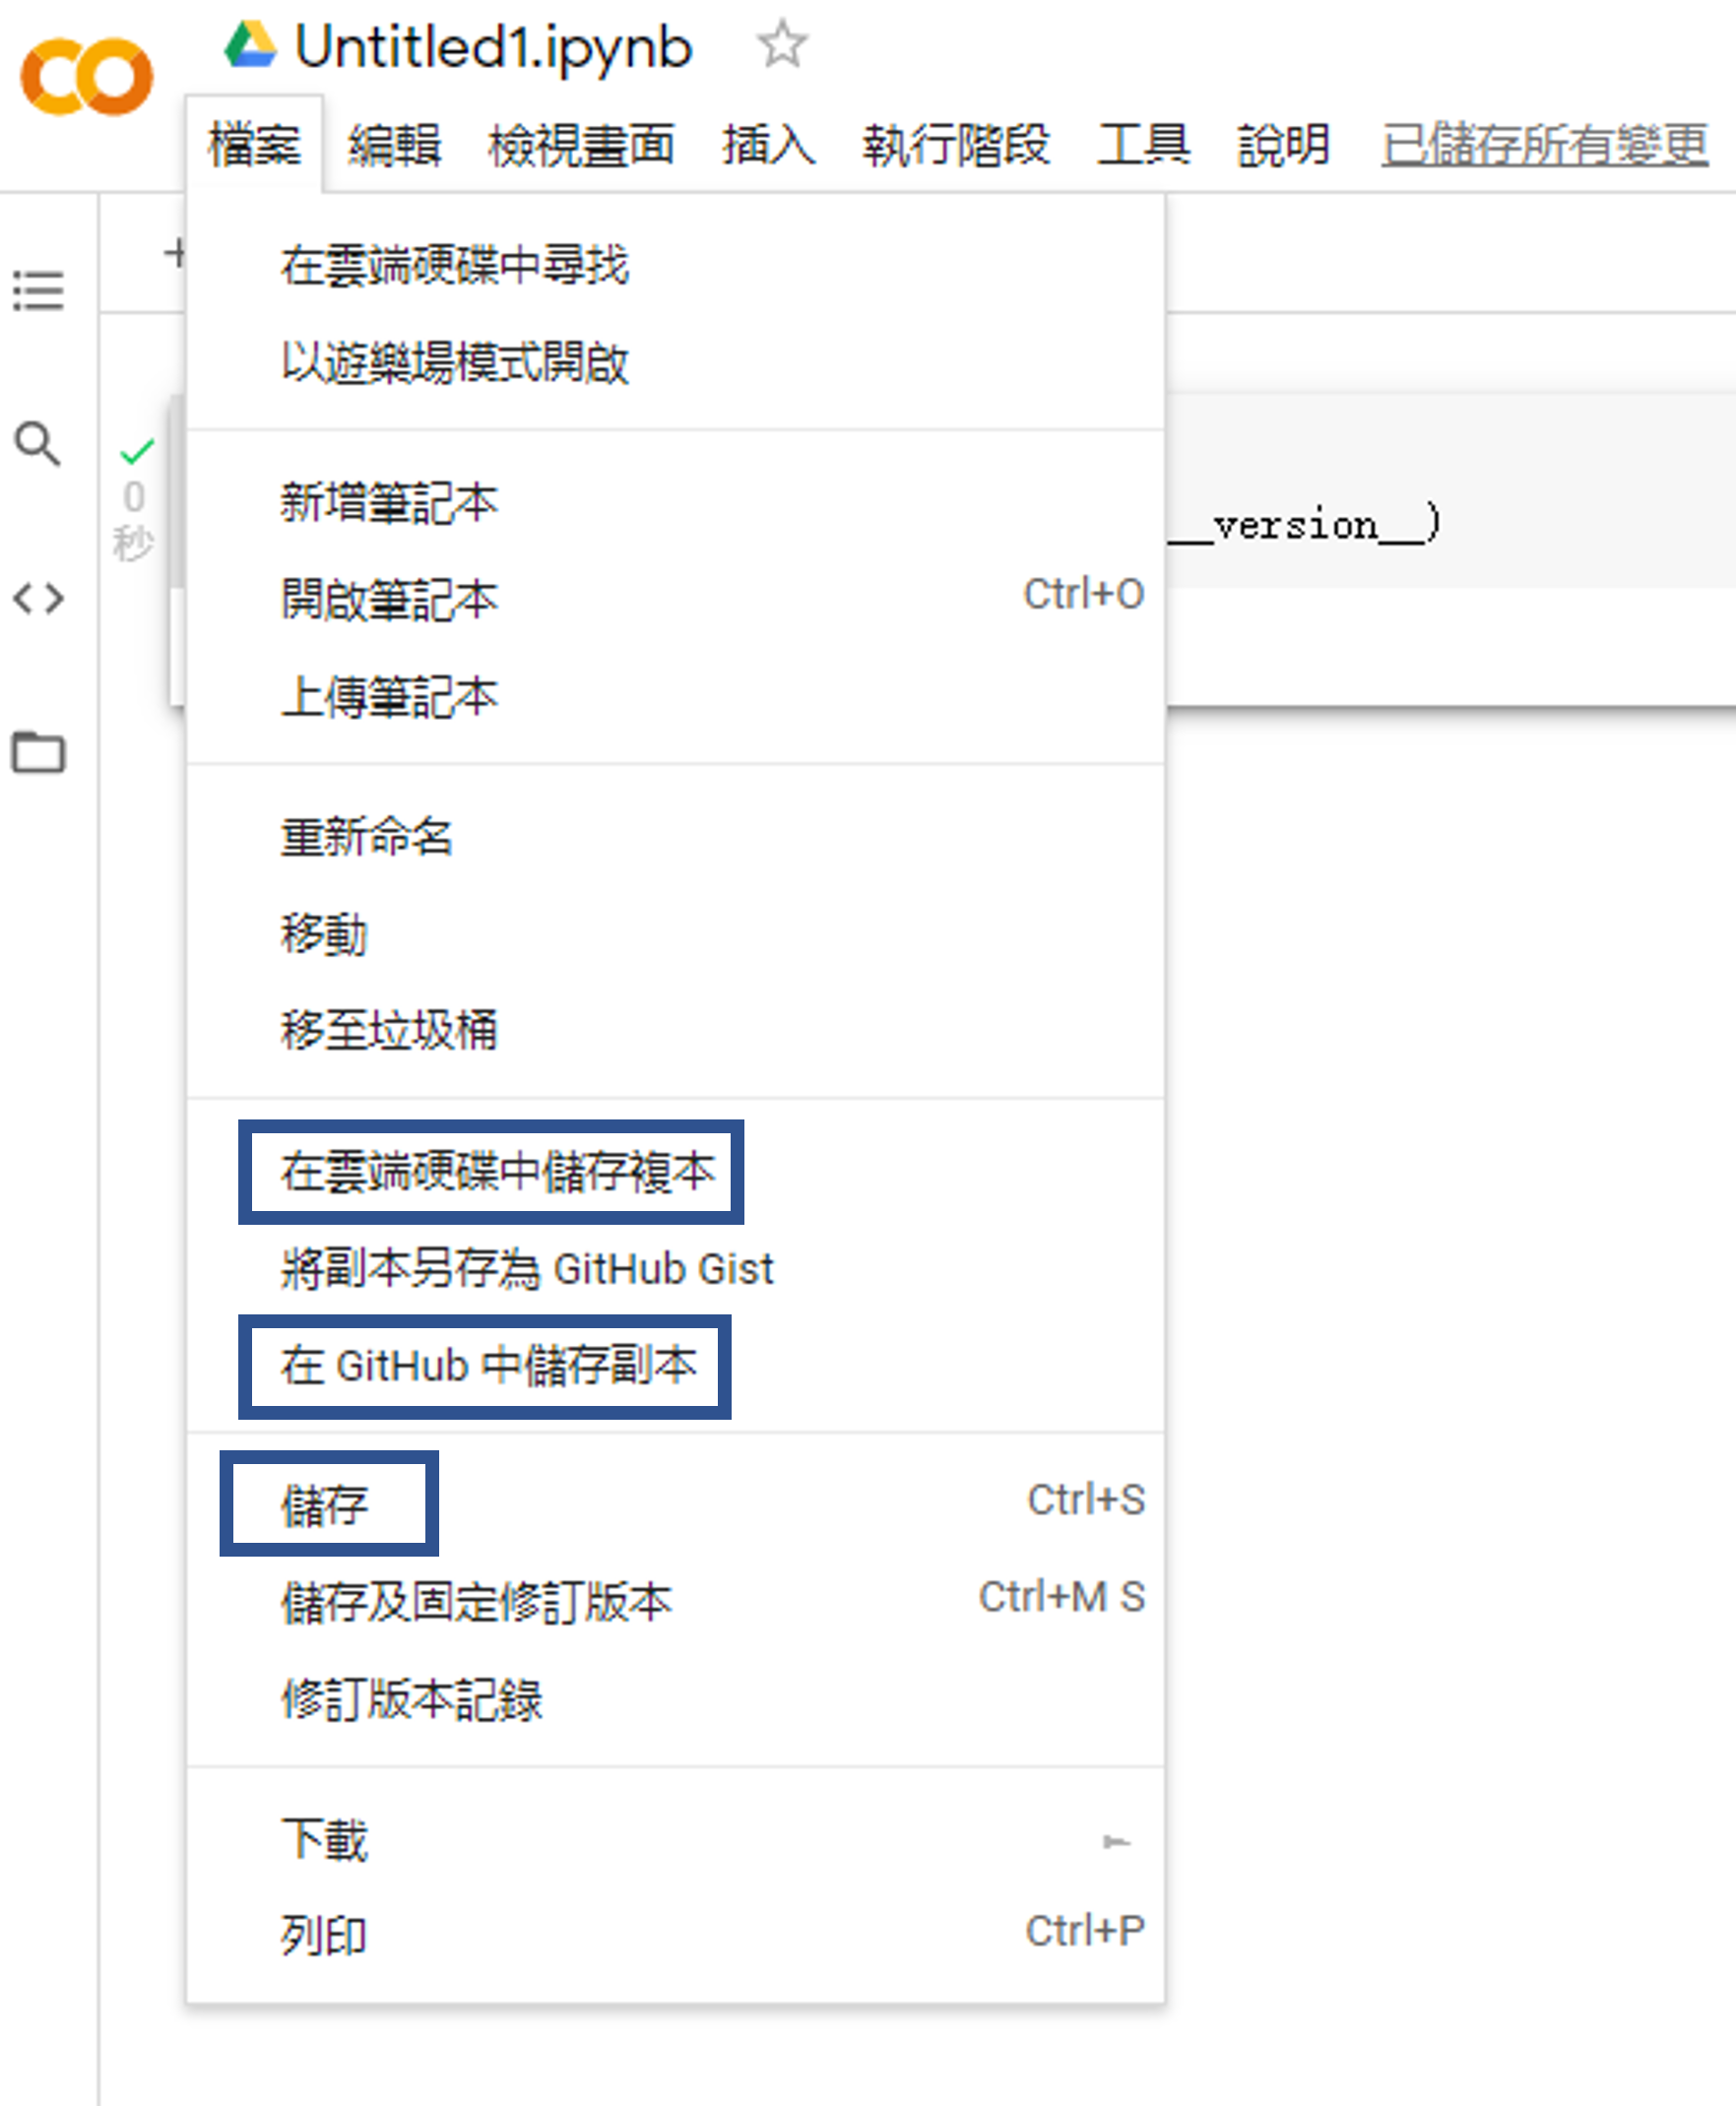 Untitled1.ipynb
檔案 編輯 檢視畫面 插入 執行階段 工具 說明 已儲存所有變更
+
在雲端硬碟中尋找
以遊樂場模式開啟
新增筆記本
0
秒
__version__)
開啟筆記本 Ctrl+O
上傳筆記本
重新命名
移動
移至垃圾桶
在雲端硬碟中儲存複本
將副本另存為 GitHub Gist
在 GitHub 中儲存副本
儲存 Ctrl+S
儲存及固定修訂版本 Ctrl+M S
修訂版本記錄
下載
列印 Ctrl+P